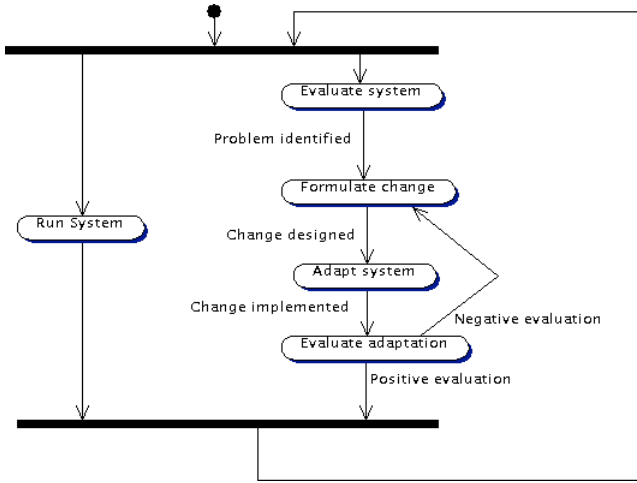 Evaluate system
Problem identified
Formulate change
Run System
Change designed
Adapt system
Change implemented
Negative evaluation
Evaluate adaptation
Positive evaluation